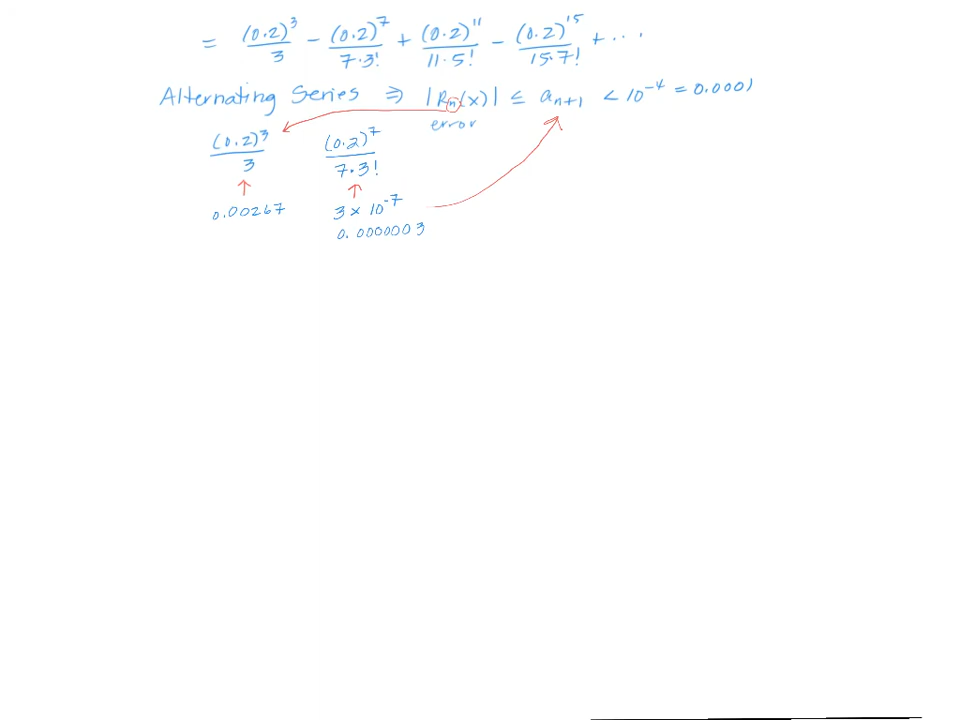 = (0.2)^3/3 − (0.2)^7/7·3! + (0.2)^11/11·5! − (0.2)^15/15·7! + ···
Alternating Series ⇒ |Rn(x)| ≤ an+1 < 10^-4 = 0.0001
error
(0.2)^3/3 (0.2)^7/7·3!
0.00267 3 × 10^-7
0.0000003